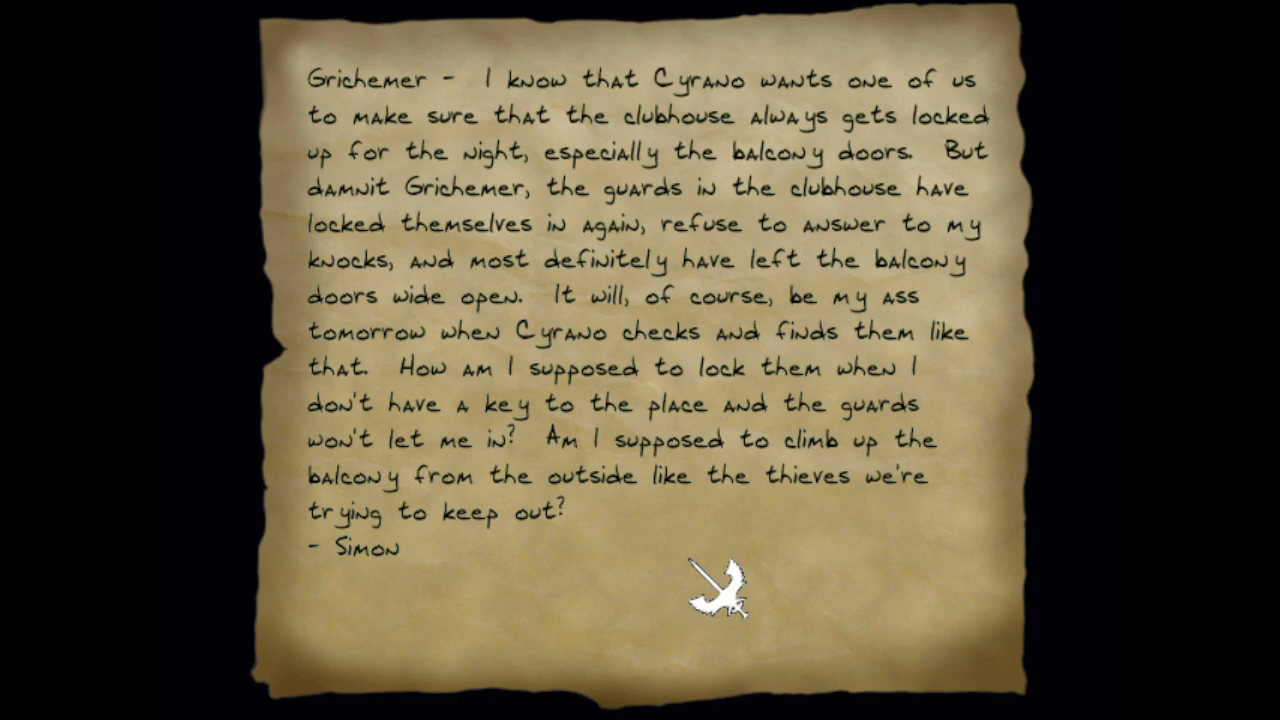 Grichemer - I know that Cyrano wants one of us
to make sure that the clubhouse always gets locked
up for the night, especially the balcony doors. But
damnit Grichemer, the guards in the clubhouse have
locked themselves in again, refuse to answer to my
knocks, and most definitely have left the balcony
doors wide open. It will, of course, be my ass
tomorrow when Cyrano checks and finds them like
that. How am I supposed to lock them when I
don't have a key to the place and the guards
won't let me in? Am I supposed to climb up the
balcony from the outside like the thieves we're
trying to keep out?
- Simon